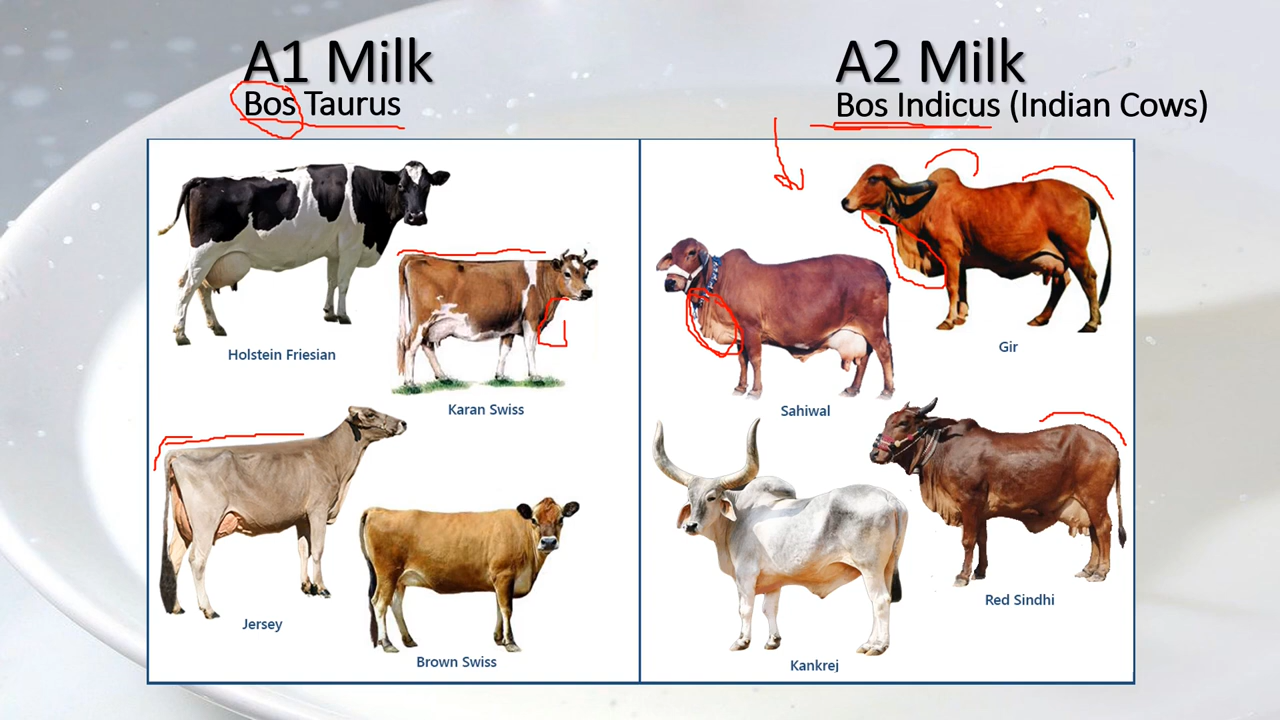 A1 Milk
Bos Taurus
A2 Milk
Bos Indicus (Indian Cows)
Holstein Friesian
Karan Swiss
Jersey
Brown Swiss
Gir
Sahiwal
Red Sindhi
Kankrej